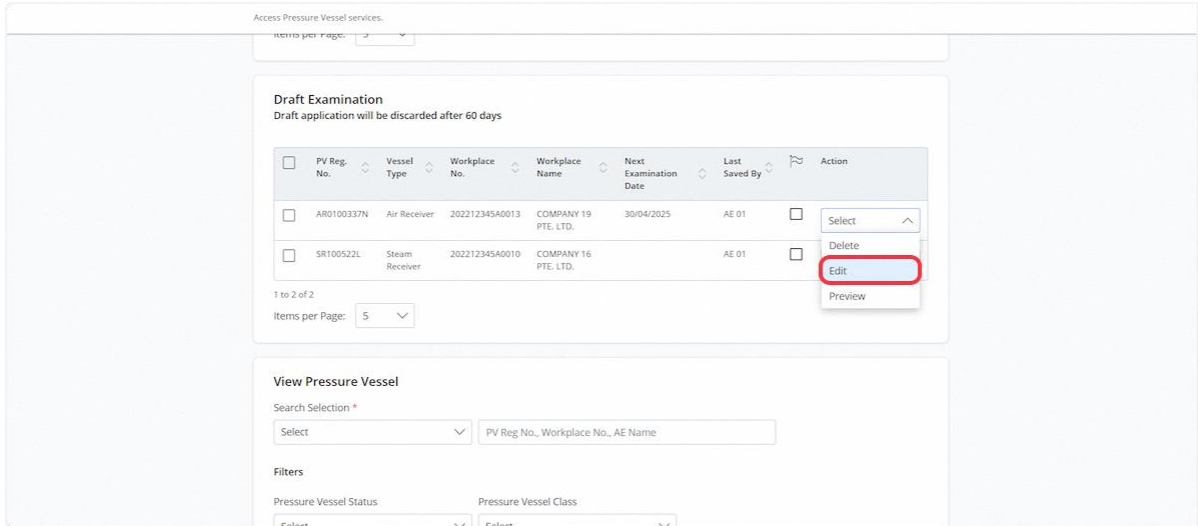 Access Pressure Vessel services.
Items per Page: 5
Draft Examination
Draft application will be discarded after 60 days
PV Reg. No. Vessel Type Workplace No. Workplace Name Next Examination Date Last Saved By Action
AR0100337N Air Receiver 202212345A0013 COMPANY 19 PTE. LTD. 30/04/2025 AE 01 Select
SR100522L Steam Receiver 202212345A0010 COMPANY 16 PTE. LTD. AE 01
Delete
Edit
Preview
1 to 2 of 2
Items per Page: 5
View Pressure Vessel
Search Selection *
Select PV Reg No., Workplace No., AE Name
Filters
Pressure Vessel Status Pressure Vessel Class
Select Select